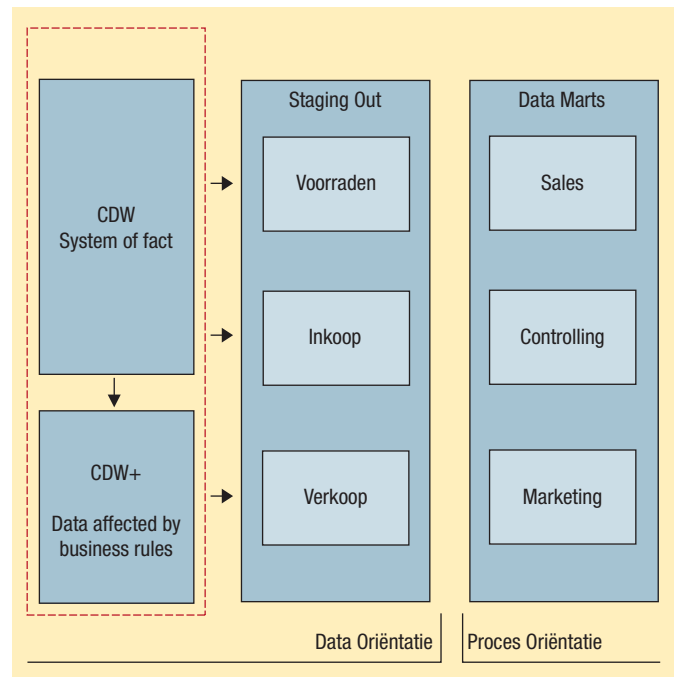 CDW
System of fact
CDW+
Data affected by
business rules
Staging Out
Voorraden
Inkoop
Verkoop
Data Marts
Sales
Controlling
Marketing
Data Oriëntatie
Proces Oriëntatie